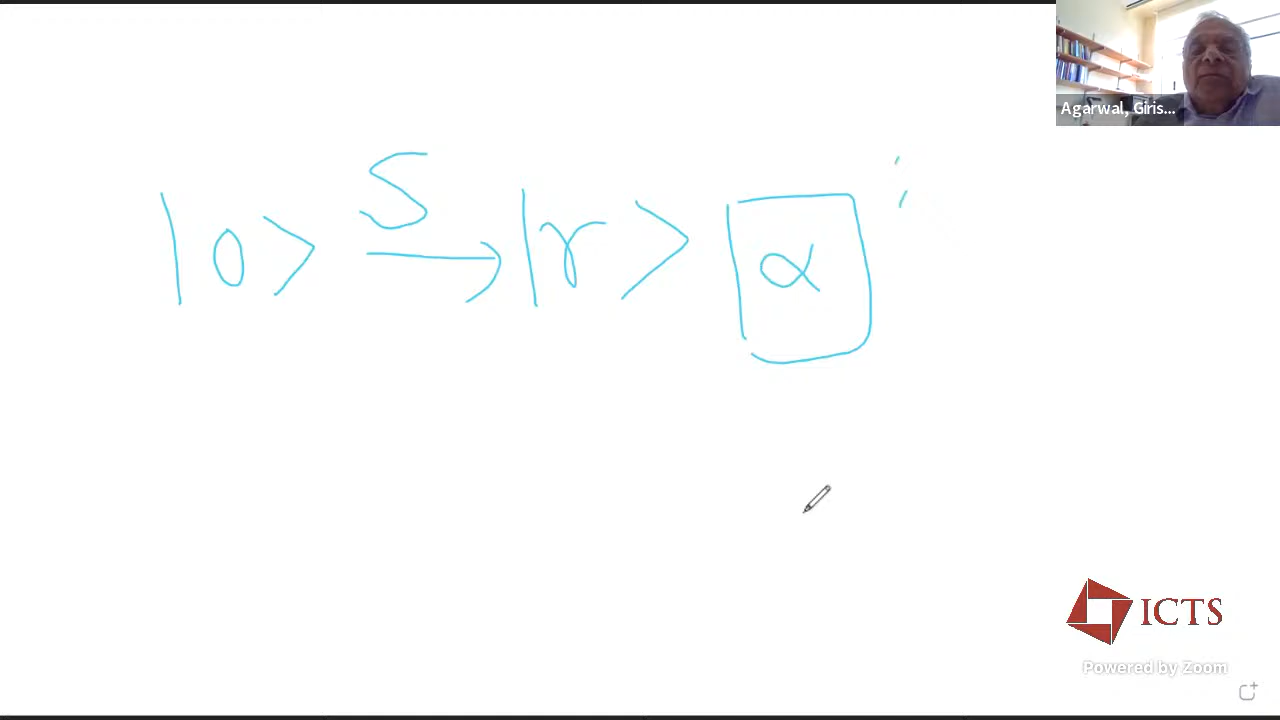 Agarwal, Giris...
S
|0> → |r> α
ICTS
Powered by Zoom